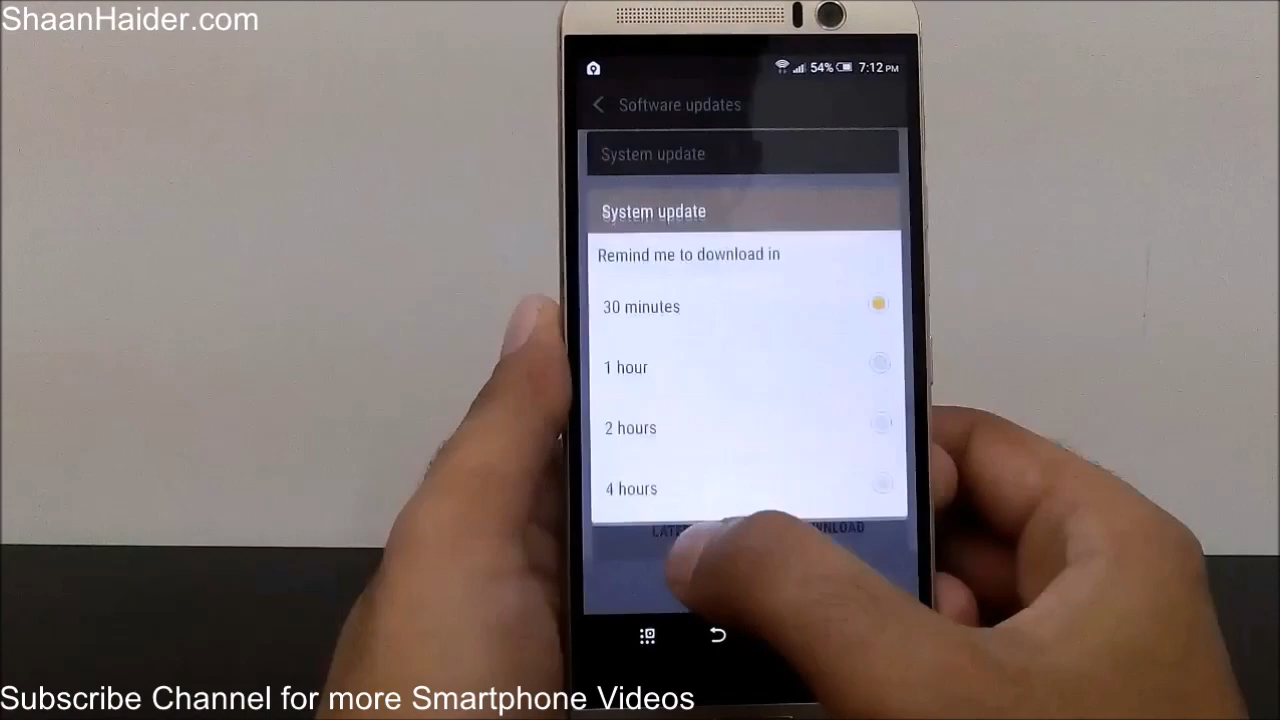 ShaanHaider.com
54% 7:12 PM
Software updates
System update
System update
Remind me to download in
30 minutes
1 hour
2 hours
4 hours
Subscribe Channel for more Smartphone Videos